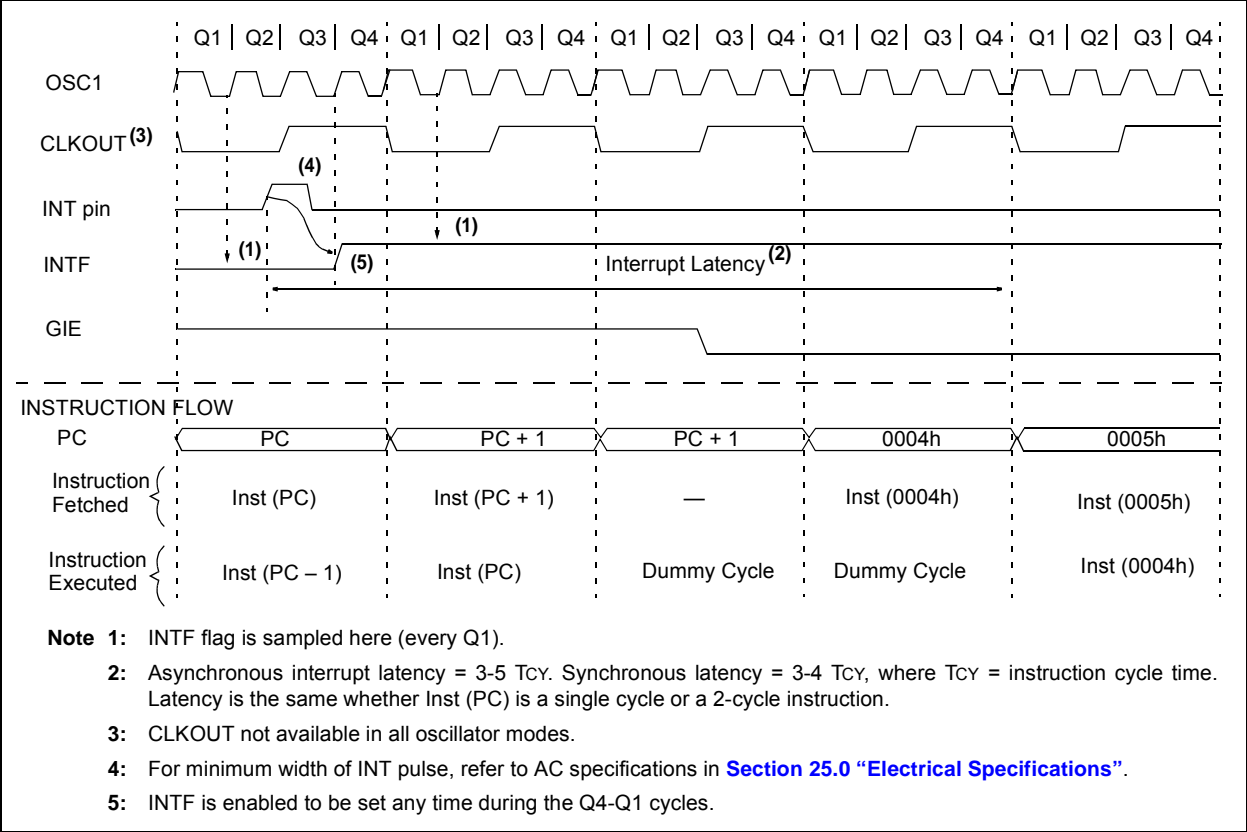 Q1 Q2 Q3 Q4 Q1 Q2 Q3 Q4 Q1 Q2 Q3 Q4 Q1 Q2 Q3 Q4 Q1 Q2 Q3 Q4
OSC1
CLKOUT (3)
(4)
INT pin
(1)
(1)
INTF
(5)
Interrupt Latency (2)
GIE
INSTRUCTION FLOW
PC PC PC + 1 PC + 1 0004h 0005h
Instruction
Fetched
Inst (PC) Inst (PC + 1) — Inst (0004h) Inst (0005h)
Instruction
Executed
Inst (PC – 1) Inst (PC) Dummy Cycle Dummy Cycle Inst (0004h)
Note 1: INTF flag is sampled here (every Q1).
2: Asynchronous interrupt latency = 3-5 TCY. Synchronous latency = 3-4 TCY, where TCY = instruction cycle time.
Latency is the same whether Inst (PC) is a single cycle or a 2-cycle instruction.
3: CLKOUT not available in all oscillator modes.
4: For minimum width of INT pulse, refer to AC specifications in Section 25.0 “Electrical Specifications”.
5: INTF is enabled to be set any time during the Q4-Q1 cycles.